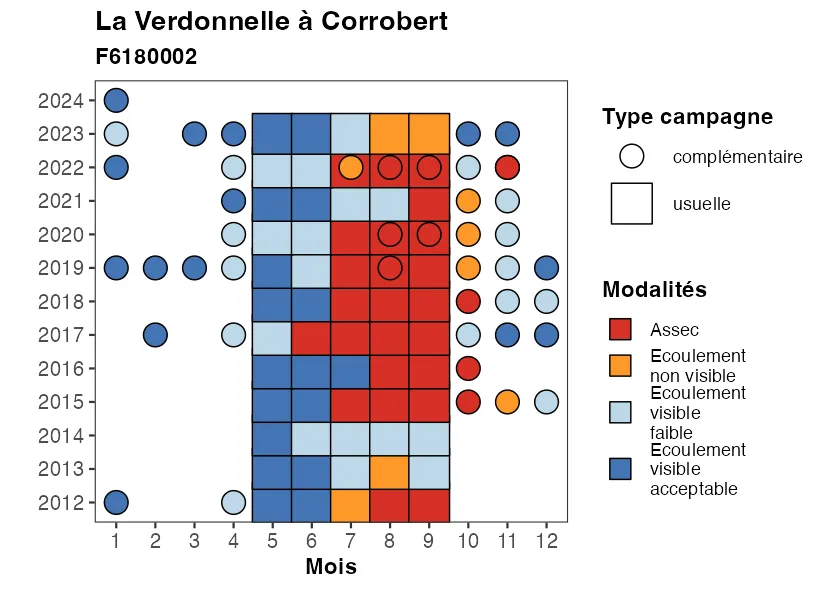 La Verdonnelle à Corrobert
F6180002
2024
2023
2022
2021
2020
2019
2018
2017
2016
2015
2014
2013
2012
1 2 3 4 5 6 7 8 9 10 11 12
Mois
Type campagne
complémentaire
usuelle
Modalités
Assec
Ecoulement
non visible
Ecoulement
visible
faible
Ecoulement
visible
acceptable